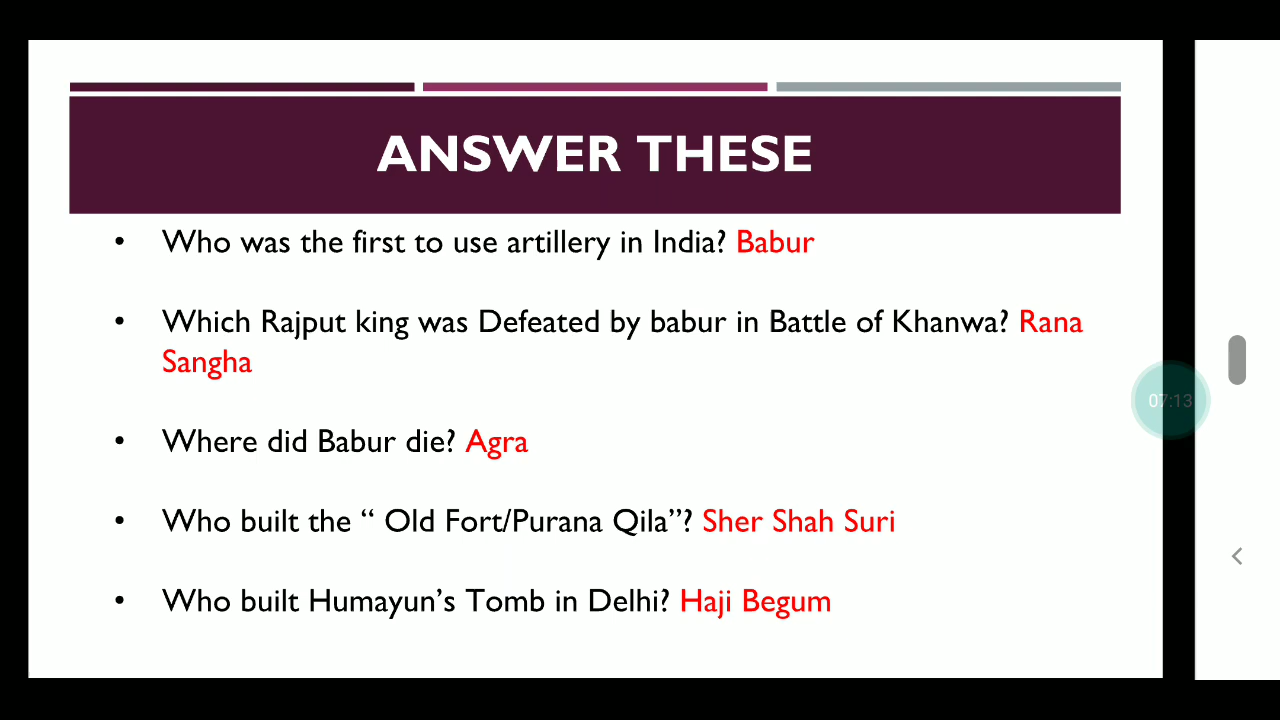 ANSWER THESE
• Who was the first to use artillery in India? Babur
• Which Rajput king was Defeated by babur in Battle of Khanwa? Rana
Sangha
• Where did Babur die? Agra
07:13
• Who built the “ Old Fort/Purana Qila”? Sher Shah Suri
• Who built Humayun’s Tomb in Delhi? Haji Begum